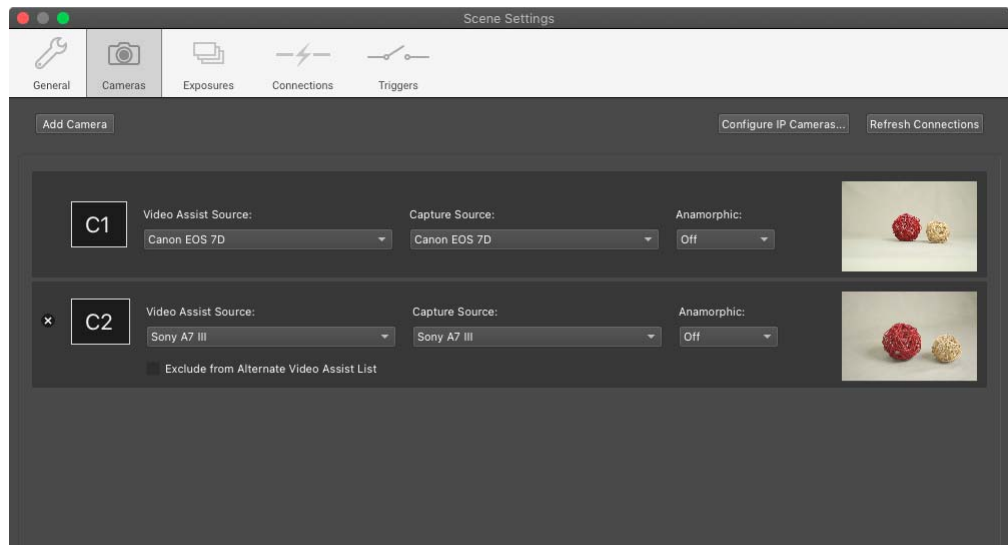 Scene Settings
General Cameras Exposures Connections Triggers
Add Camera Configure IP Cameras... Refresh Connections
C1 Video Assist Source: Capture Source: Anamorphic:
Canon EOS 7D Canon EOS 7D Off
C2 Video Assist Source: Capture Source: Anamorphic:
Sony A7 III Sony A7 III Off
Exclude from Alternate Video Assist List